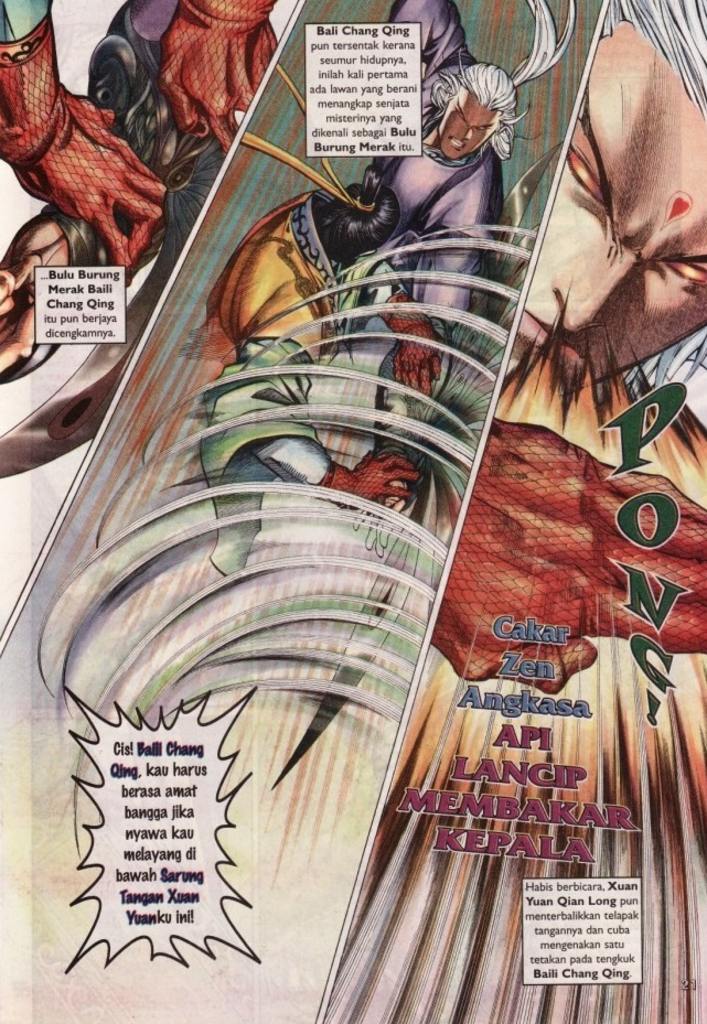 ...Bulu Burung
Merak Baili
Chang Qing
itu pun berjaya
dicengkamnya.
Bali Chang Qing
pun tersentak kerana
seumur hidupnya,
inilah kali pertama
ada lawan yang berani
menangkap senjata
misterinya yang
dikenali sebagai Bulu
Burung Merak itu.
PONG!
Cakar
Zen
Angkasa
API
LANCIP
MEMBAKAR
KEPALA
Cis! Baili Chang
Qing, kau harus
berasa amat
bangga jika
nyawa kau
melayang di
bawah Sarung
Tangan Xuan
Yuanku ini!
Habis berbicara, Xuan
Yuan Qian Long pun
menterbalikkan telapak
tangannya dan cuba
mengenakan satu
tetakan pada tengkuk
Baili Chang Qing.
21